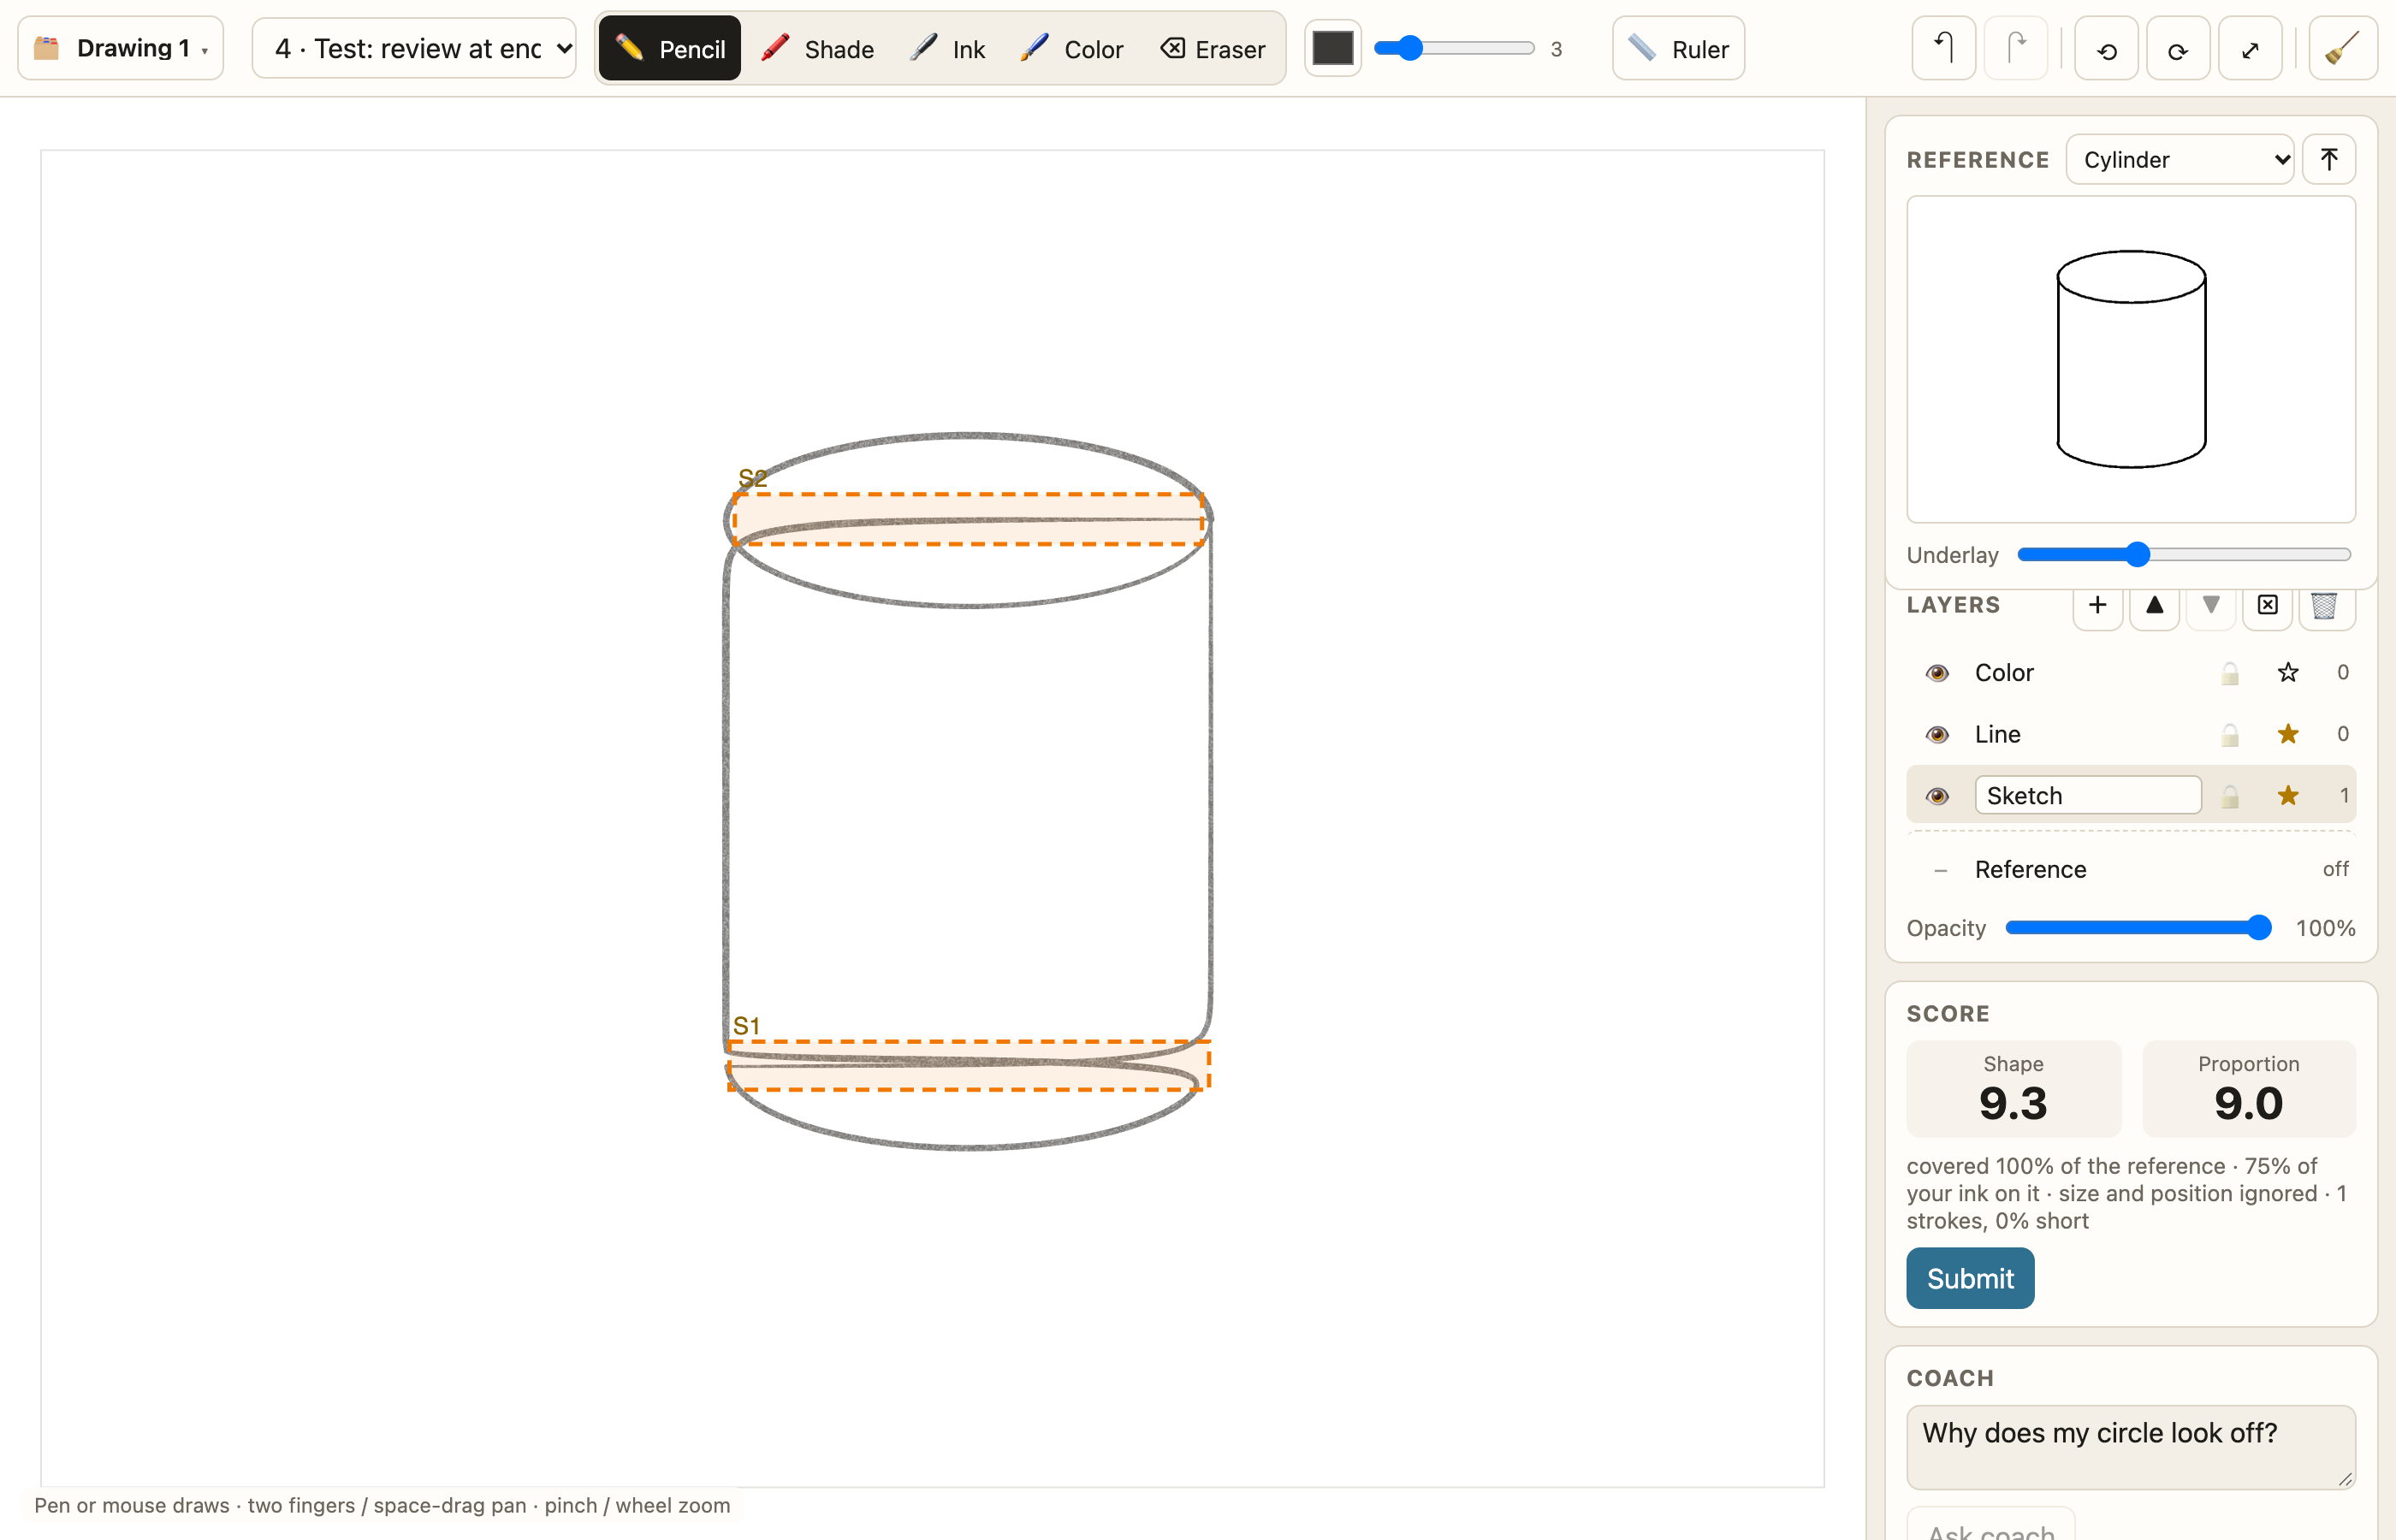 Drawing 1
4 · Test: review at enc
Pencil
Shade
Ink
Color
Eraser
3
Ruler
REFERENCE
Cylinder
Underlay
S2
S1
LAYERS
Color
0
Line
0
Sketch
1
Reference
off
Opacity
100%
SCORE
Shape
9.3
Proportion
9.0
covered 100% of the reference · 75% of
your ink on it · size and position ignored · 1
strokes, 0% short
Submit
COACH
Why does my circle look off?
Ask coach
Pen or mouse draws · two fingers / space-drag pan · pinch / wheel zoom